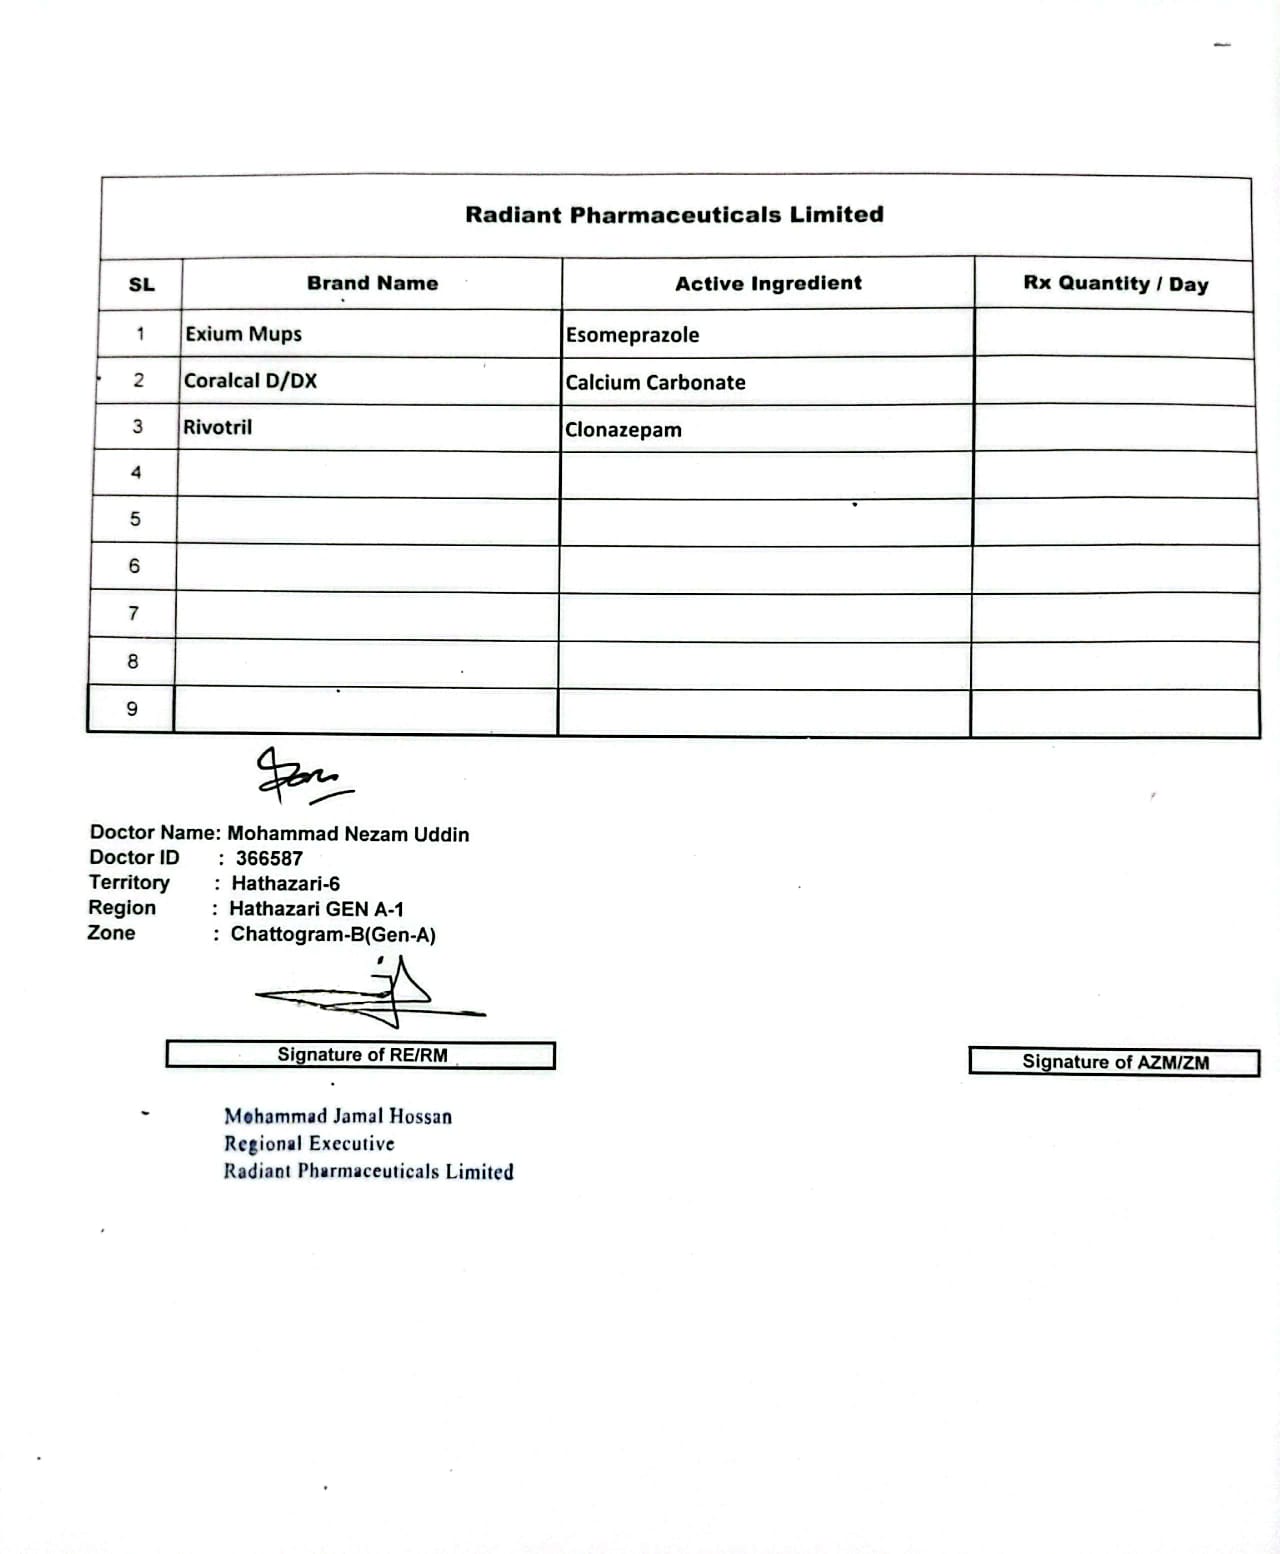 Radiant Pharmaceuticals Limited
SL Brand Name Active Ingredient Rx Quantity / Day
1 Exium Mups Esomeprazole
2 Coralcal D/DX Calcium Carbonate
3 Rivotril Clonazepam
4
5
6
7
8
9
Doctor Name: Mohammad Nezam Uddin
Doctor ID : 366587
Territory : Hathazari-6
Region : Hathazari GEN A-1
Zone : Chattogram-B(Gen-A)
Signature of RE/RM
Signature of AZM/ZM
Mohammad Jamal Hossan
Regional Executive
Radiant Pharmaceuticals Limited